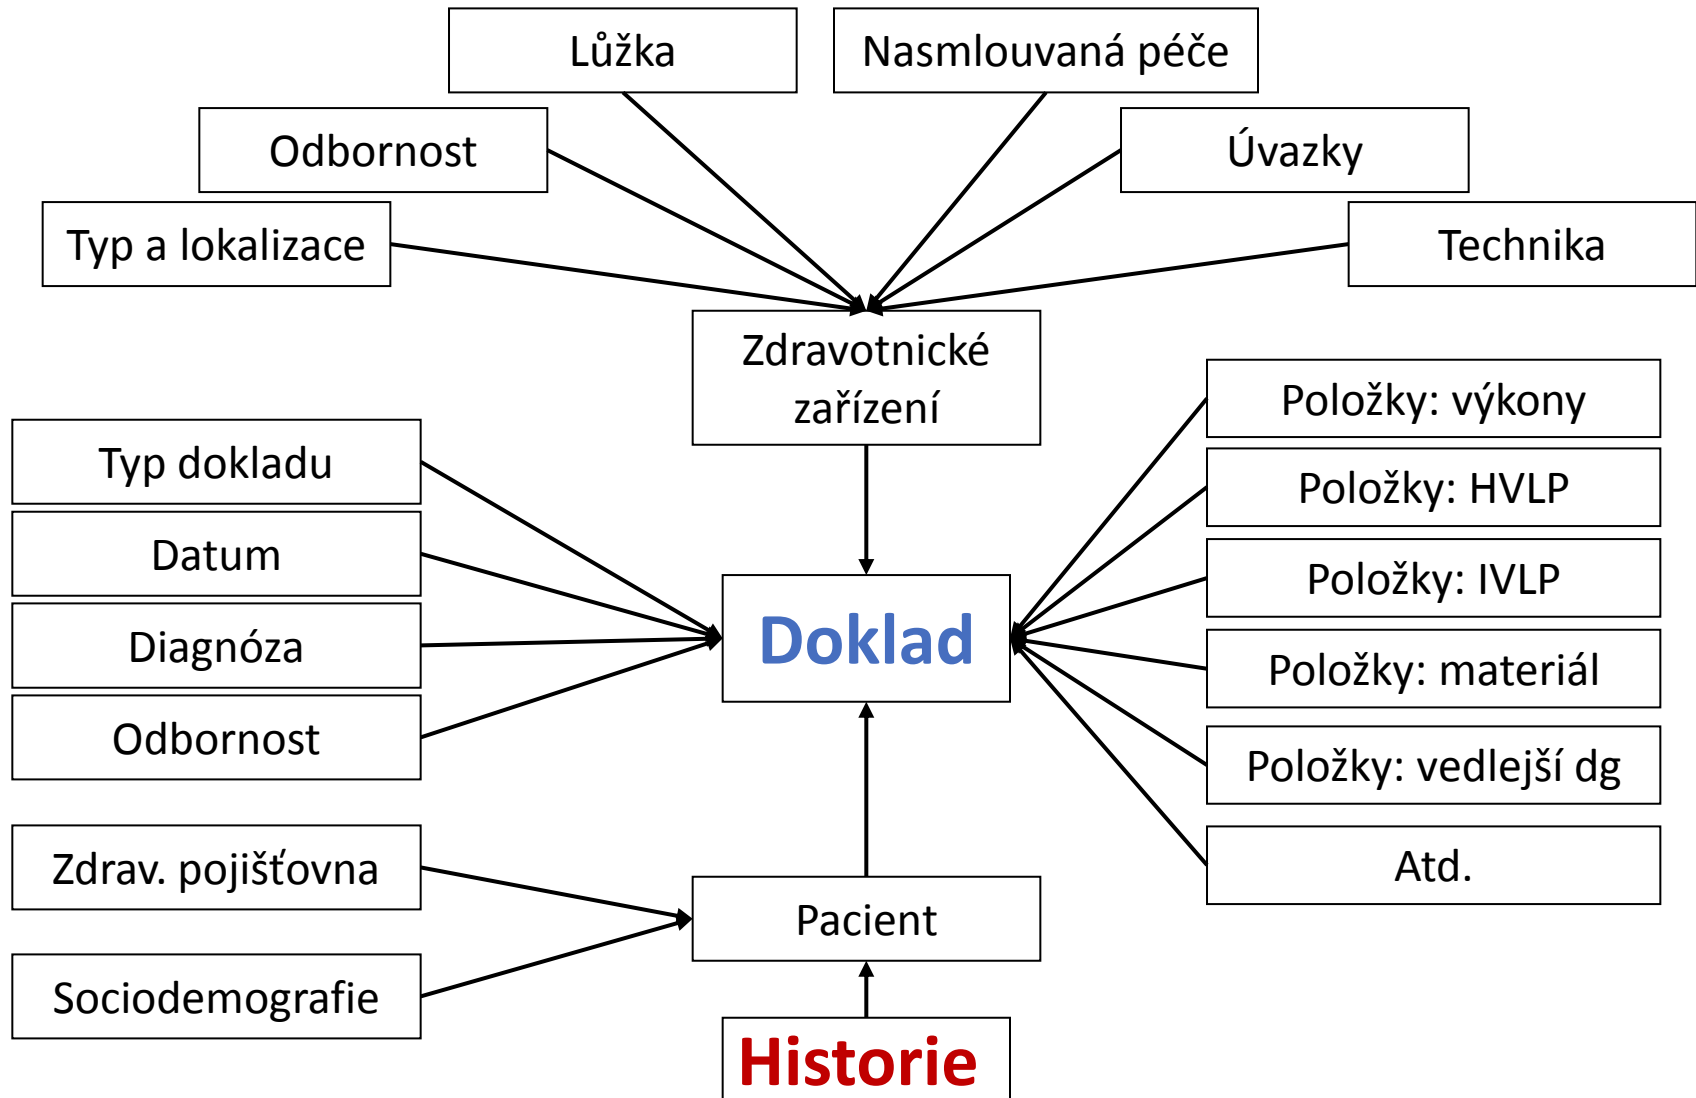 Lůžka
Nasmlouvaná péče
Odbornost
Úvazky
Typ a lokalizace
Technika
Zdravotnické
zařízení
Typ dokladu
Datum
Diagnóza
Odbornost
Doklad
Položky: výkony
Položky: HVLP
Položky: IVLP
Položky: materiál
Položky: vedlejší dg
Atd.
Zdrav. pojišťovna
Sociodemografie
Pacient
Historie